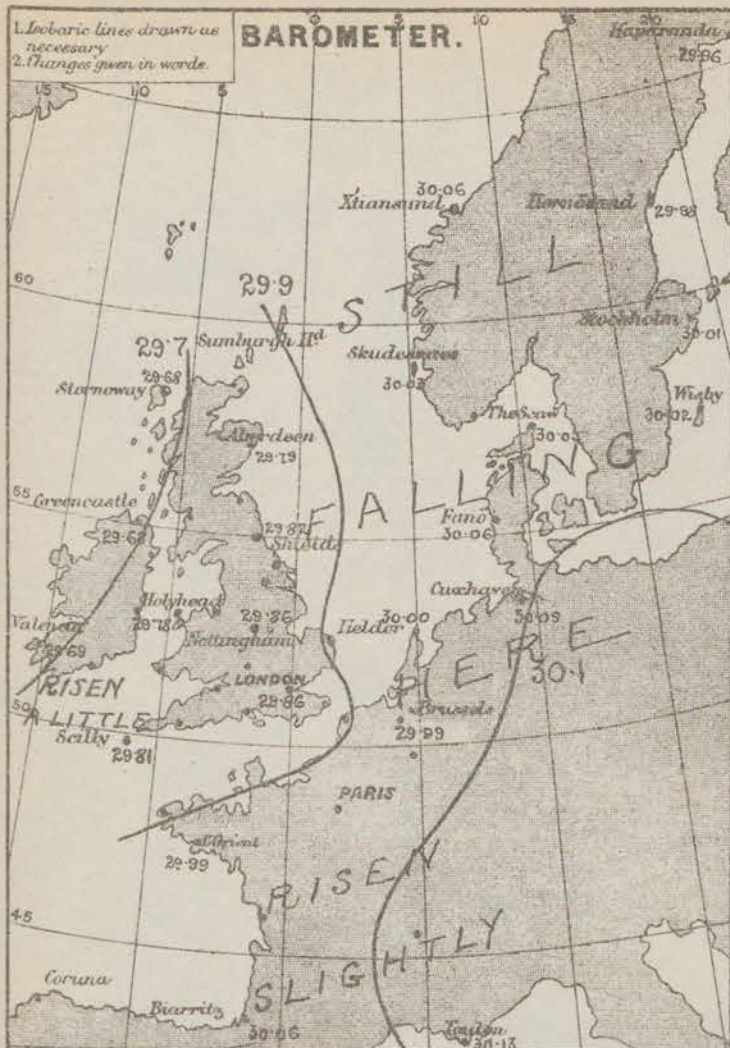 BAROMETER.
1. Isobaric lines drawn as
necessary
2. Changes given in words.
15
10
5
0
5
10
15
20
Haparanda
29·96
30·06
Xtiansund
Hernösand
29·98
60
29·9
STILL
Stockholm
30·01
29·7
Sumburgh Hd
Skudesnaes
30·03
Stornoway
29·68
Wisby
30·02
The Scaw
Aberdeen
29·79
55
Greencastle
29·68
FALLING
29·82
Shields
Fanö
30·06
Cuxhaven
30·09
Holyhead
29·78
29·86
Nottingham
30·00
Helder
Valencia
29·69
HERE
30·1
RISEN
LONDON
29·86
Brussels
29·99
50
A LITTLE
Scilly
29·81
PARIS
L'Orient
29·99
RISEN
45
SLIGHTLY
Coruna
Biarritz
30·06
Toulon
30·13